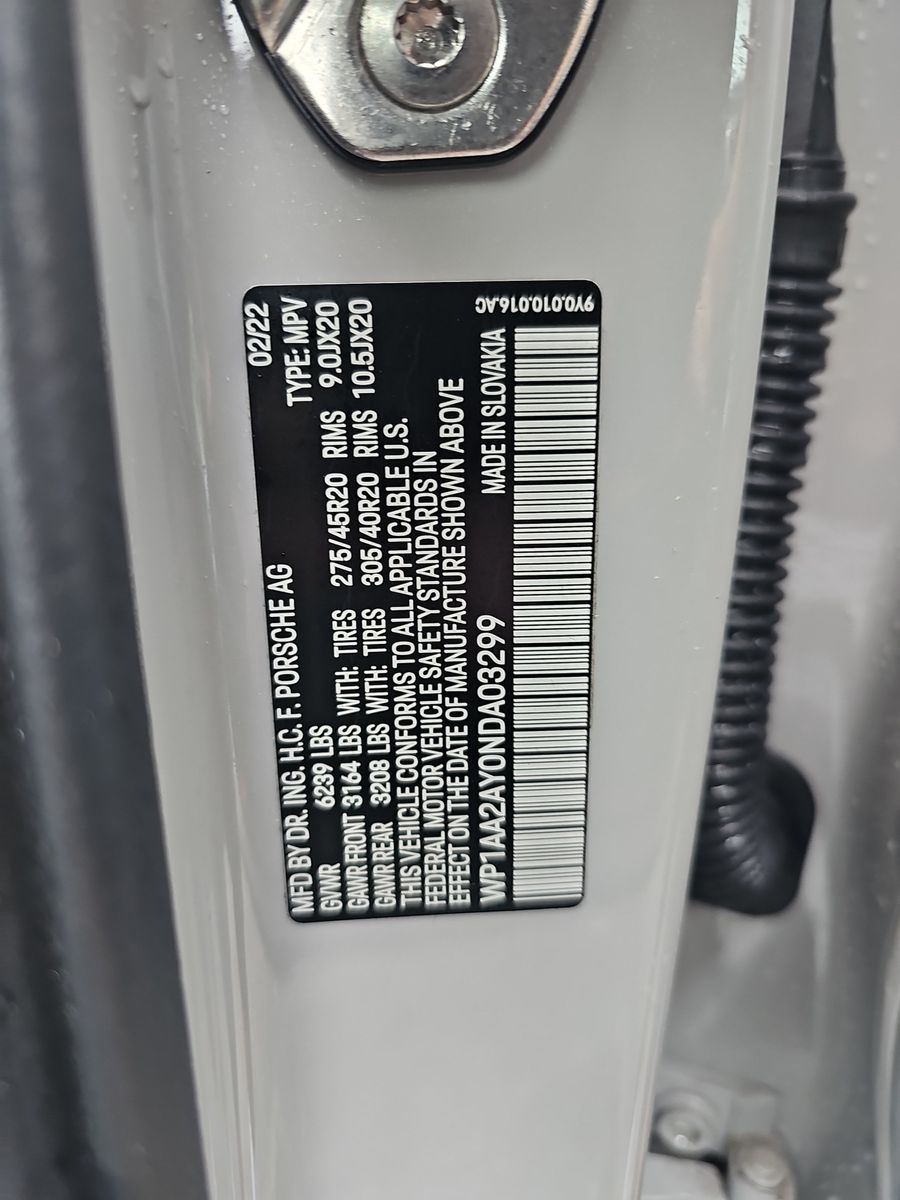 MFD BY DR. ING. H.C. F. PORSCHE AG 02/22
GVWR 6239 LBS TYPE: MPV
GAWR FRONT 3164 LBS WITH: TIRES 275/45R20 RIMS 9.0JX20
GAWR REAR 3208 LBS WITH: TIRES 305/40R20 RIMS 10.5JX20
THIS VEHICLE CONFORMS TO ALL APPLICABLE U.S.
FEDERAL MOTOR VEHICLE SAFETY STANDARDS IN
EFFECT ON THE DATE OF MANUFACTURE SHOWN ABOVE
WP1AA2AY0NDA03299 MADE IN SLOVAKIA
9Y0.010.016.AC